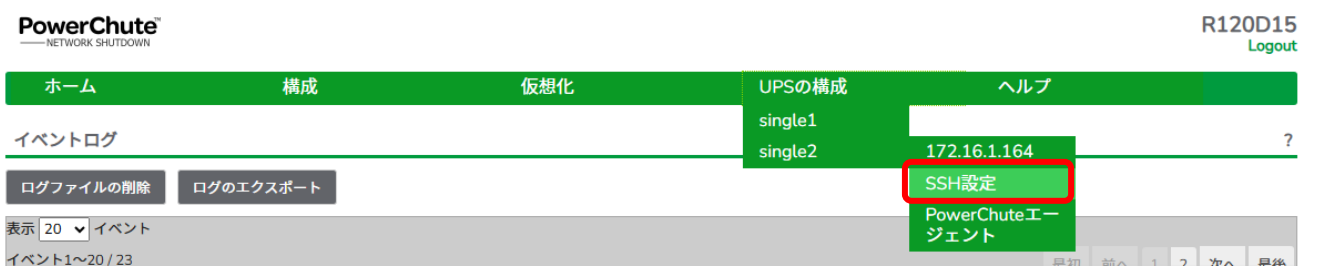 PowerChute™
NETWORK SHUTDOWN
R120D15
Logout
ホーム 構成 仮想化 UPSの構成 ヘルプ
single1
single2
172.16.1.164
SSH設定
PowerChuteエー
ジェント
イベントログ ?
ログファイルの削除 ログのエクスポート
表示 20 イベント
イベント1～20 / 23
最初 前へ 1 2 次へ 最後